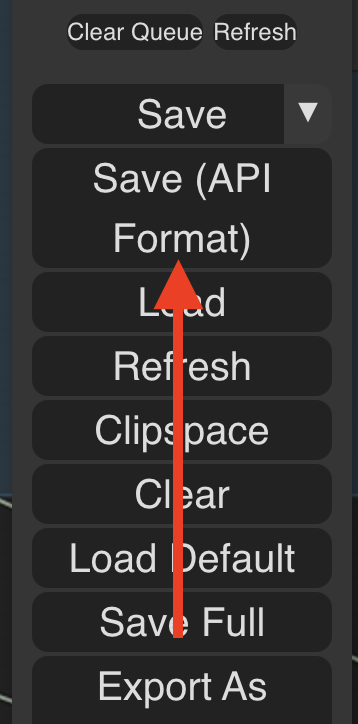 Clear Queue Refresh
Save ▼
Save (API
Format)
Load
Refresh
Clipspace
Clear
Load Default
Save Full
Export As